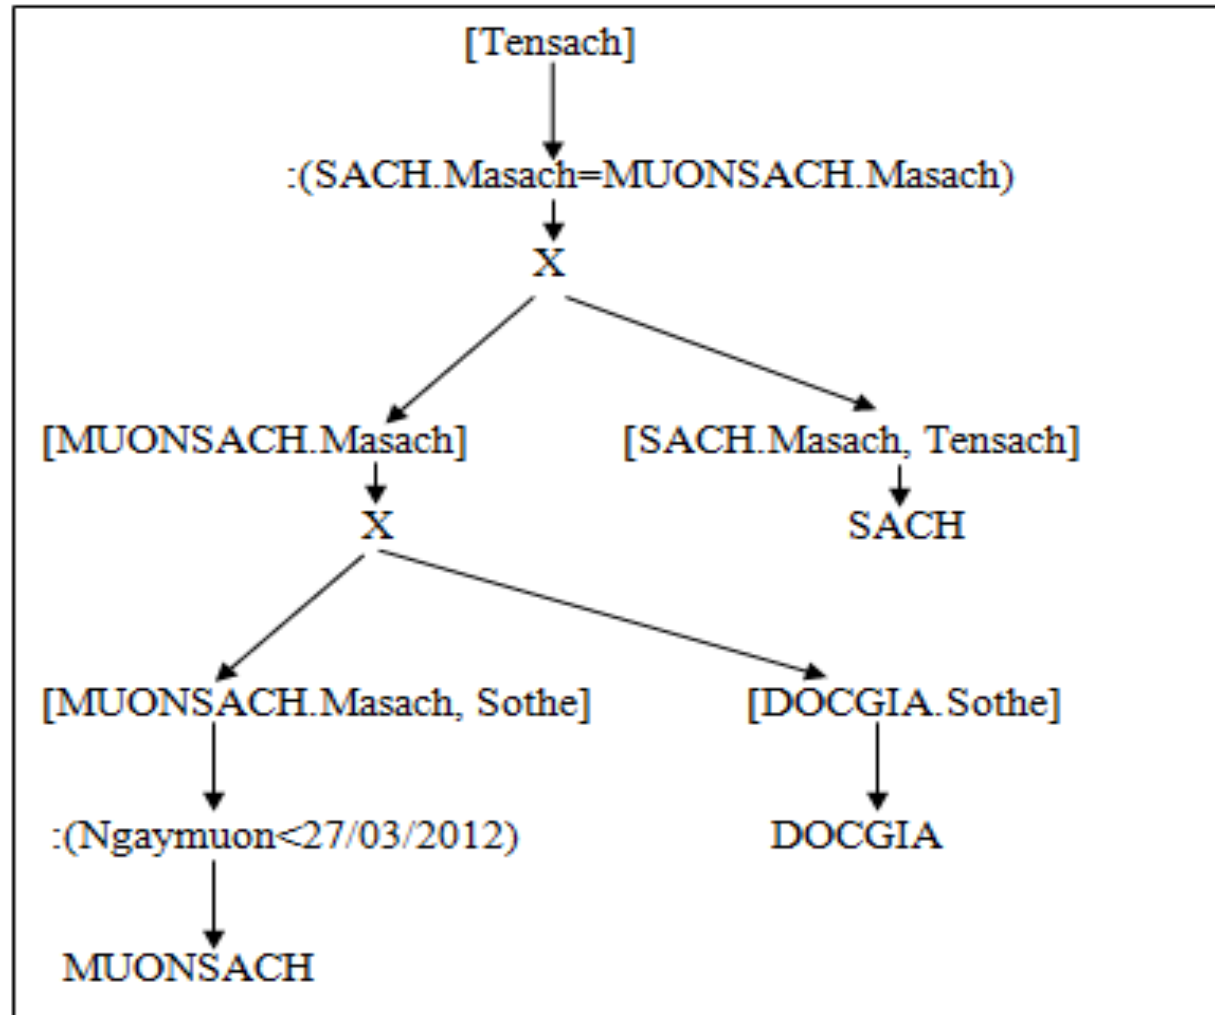 [Tensach]
:(SACH.Masach=MUONSACH.Masach)
X
[MUONSACH.Masach] [SACH.Masach, Tensach]
X SACH
[MUONSACH.Masach, Sothe] [DOCGIA.Sothe]
:(Ngaymuon<27/03/2012) DOCGIA
MUONSACH